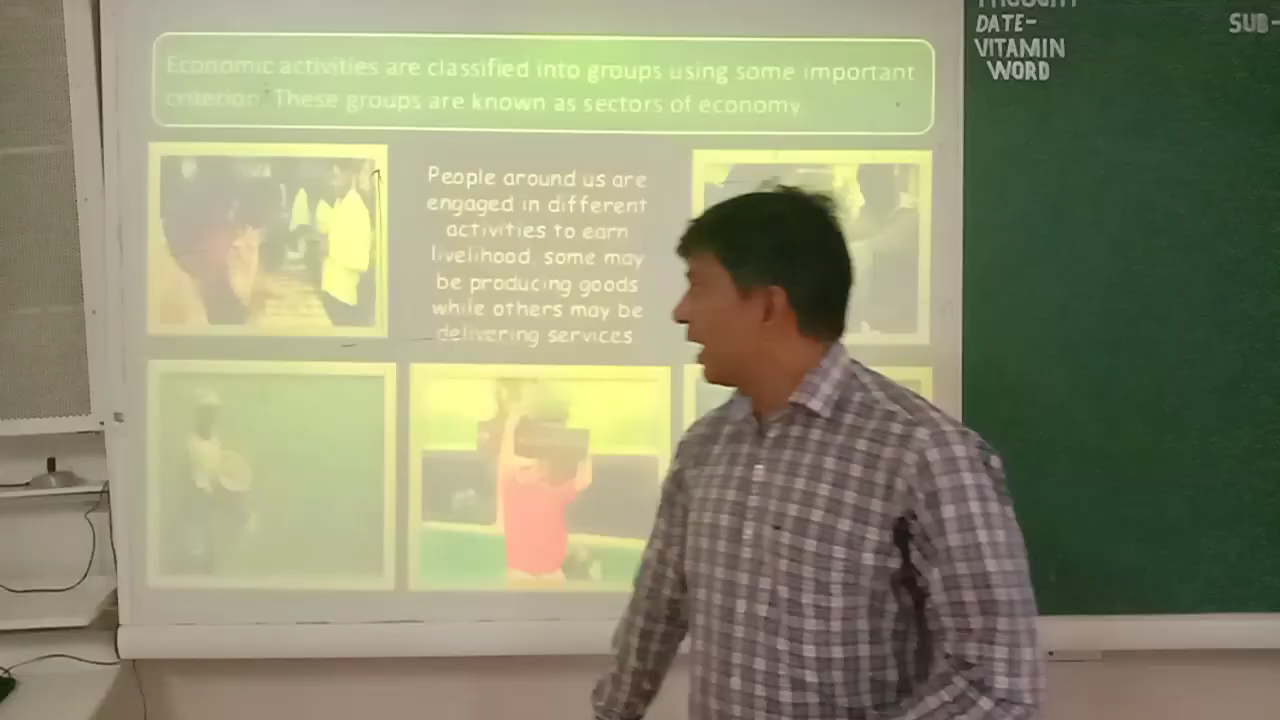 Economic activities are classified into groups using some important
criterion. These groups are known as sectors of economy.
People around us are
engaged in different
activities to earn
livelihood, some may
be producing goods
while others may be
delivering services.
THOUGHT
DATE-
VITAMIN
WORD
SUB-